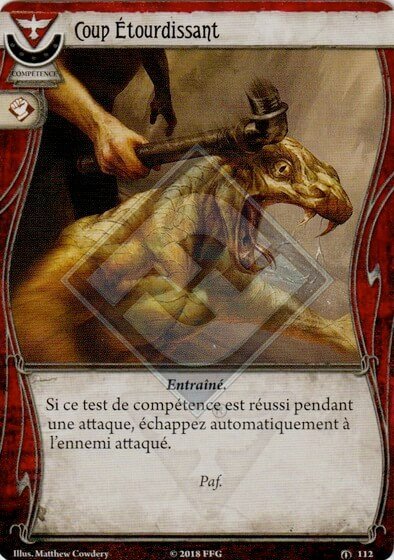 Coup Étourdissant
COMPÉTENCE
Entraîné.
Si ce test de compétence est réussi pendant
une attaque, échappez automatiquement à
l'ennemi attaqué.
Paf.
Illus. Matthew Cowdery © 2018 FFG 112